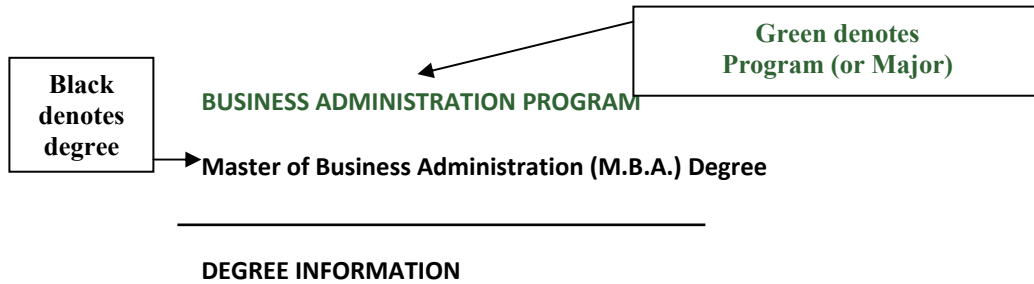 Green denotes
Program (or Major)
Black
denotes
degree
BUSINESS ADMINISTRATION PROGRAM
Master of Business Administration (M.B.A.) Degree
DEGREE INFORMATION